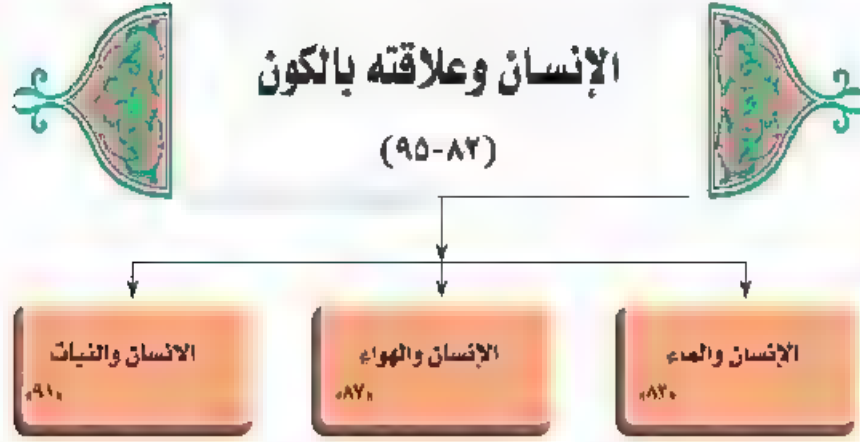 الإنسان وعلاقته بالكون
(٨٢-٩٥)
الإنسان والماء
«٨٢»
الإنسان والهواء
«٨٧»
الانسان والنبات
«٩١»